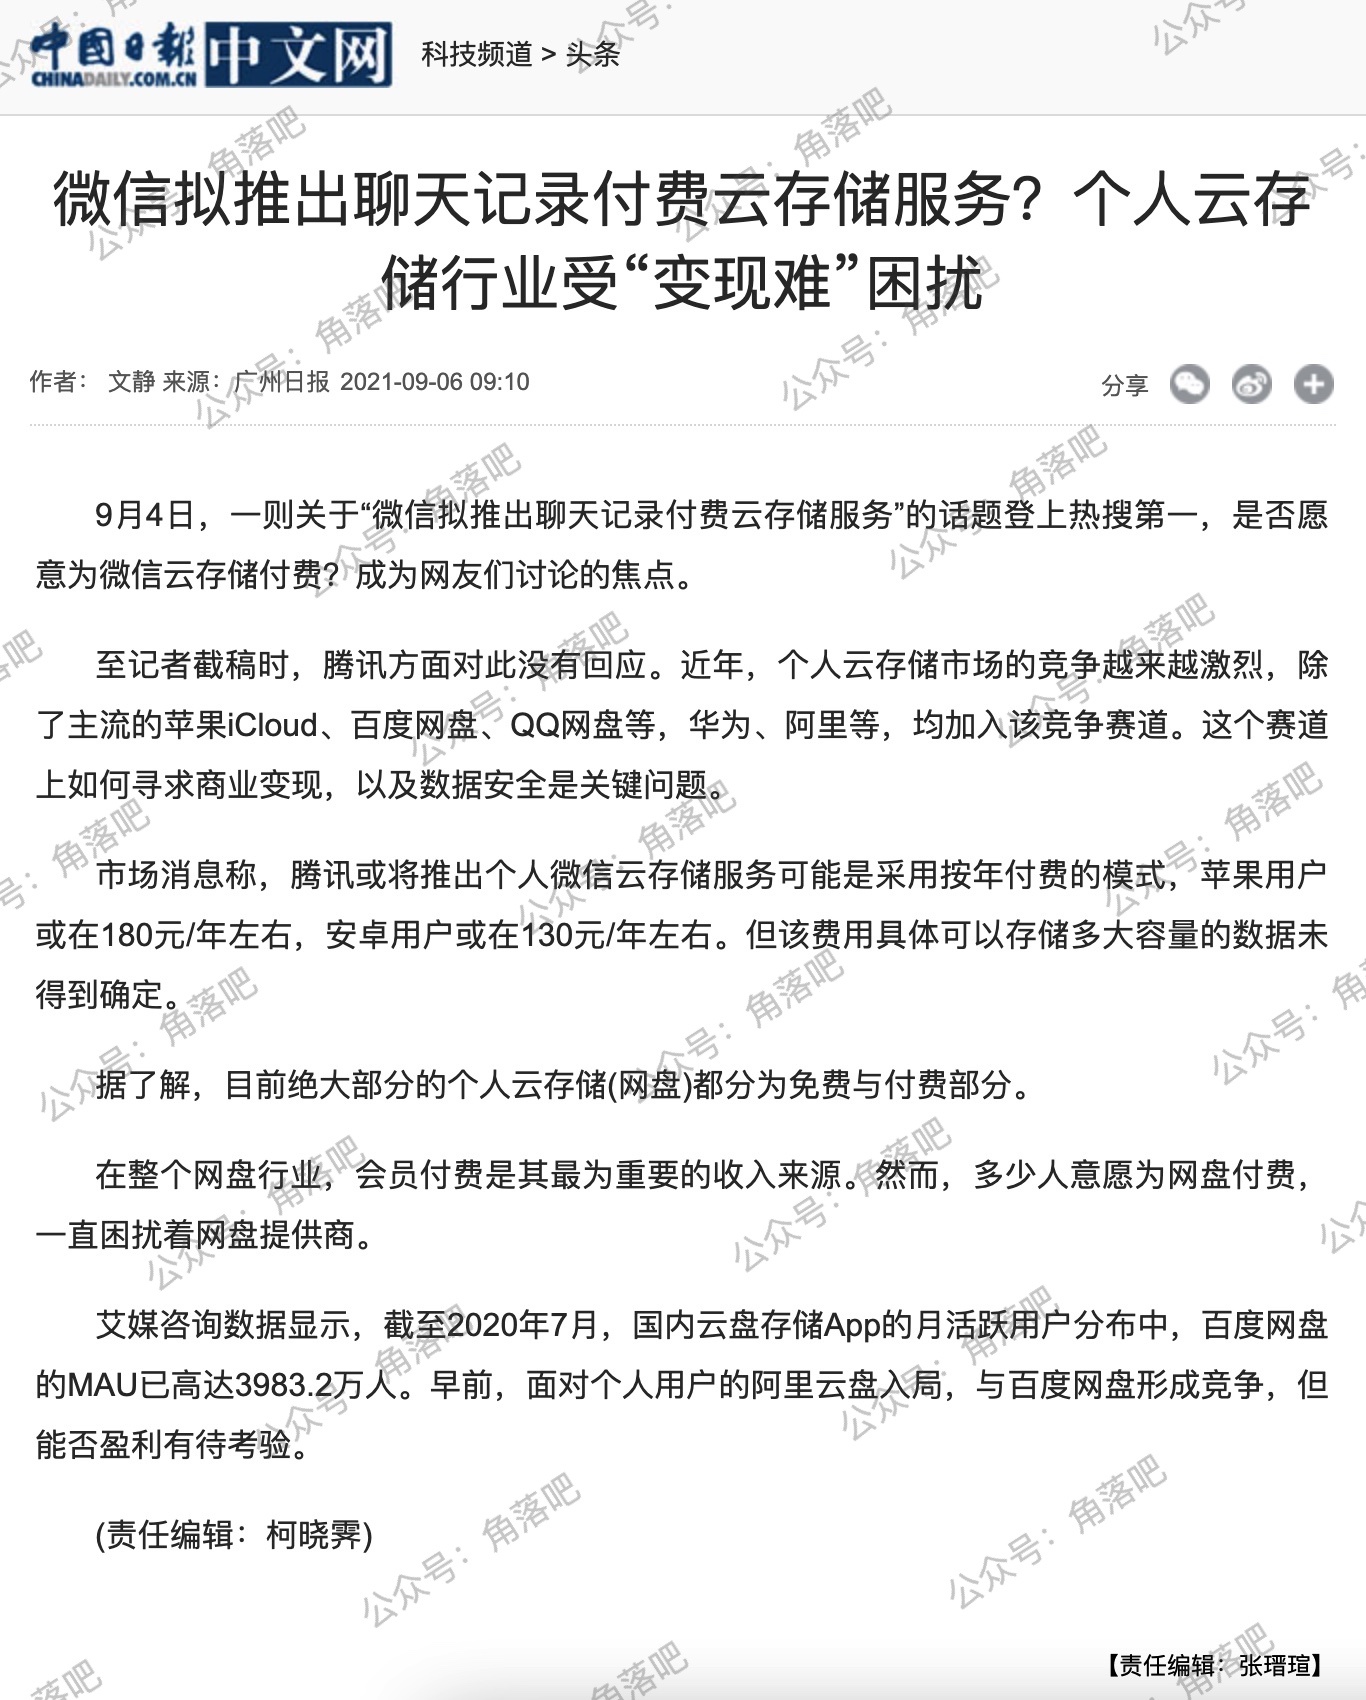 中國日報 中文网
CHINADAILY.COM.CN
科技频道 > 头条
微信拟推出聊天记录付费云存储服务？个人云存
储行业受“变现难”困扰
作者： 文静 来源：广州日报 2021-09-06 09:10
分享
9月4日，一则关于“微信拟推出聊天记录付费云存储服务”的话题登上热搜第一，是否愿
意为微信云存储付费？成为网友们讨论的焦点。
至记者截稿时，腾讯方面对此没有回应。近年，个人云存储市场的竞争越来越激烈，除
了主流的苹果iCloud、百度网盘、QQ网盘等，华为、阿里等，均加入该竞争赛道。这个赛道
上如何寻求商业变现，以及数据安全是关键问题。
市场消息称，腾讯或将推出个人微信云存储服务可能是采用按年付费的模式，苹果用户
或在180元/年左右，安卓用户或在130元/年左右。但该费用具体可以存储多大容量的数据未
得到确定。
据了解，目前绝大部分的个人云存储(网盘)都分为免费与付费部分。
在整个网盘行业，会员付费是其最为重要的收入来源。然而，多少人意愿为网盘付费，
一直困扰着网盘提供商。
艾媒咨询数据显示，截至2020年7月，国内云盘存储App的月活跃用户分布中，百度网盘
的MAU已高达3983.2万人。早前，面对个人用户的阿里云盘入局，与百度网盘形成竞争，但
能否盈利有待考验。
(责任编辑：柯晓霁)
【责任编辑：张瑨瑄】
公众号：角落吧